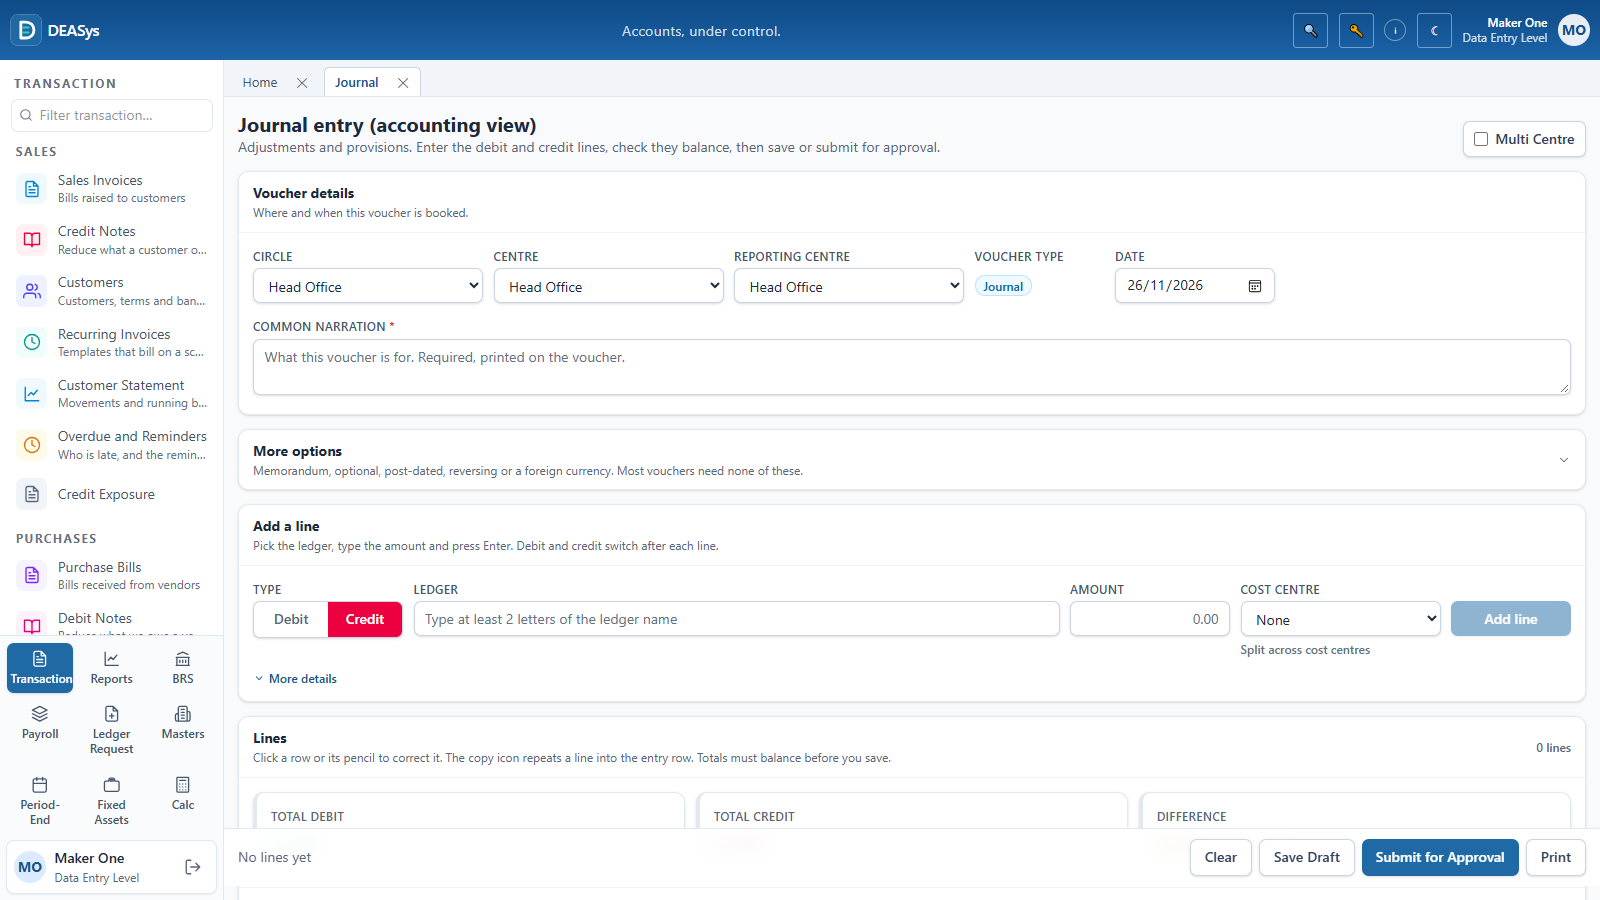 DEASys
Accounts, under control.
Maker One
Data Entry Level
MO
TRANSACTION
Filter transaction...
SALES
Sales Invoices
Bills raised to customers
Credit Notes
Reduce what a customer o...
Customers
Customers, terms and ban...
Recurring Invoices
Templates that bill on a sc...
Customer Statement
Movements and running b...
Overdue and Reminders
Who is late, and the remin...
Credit Exposure
PURCHASES
Purchase Bills
Bills received from vendors
Debit Notes
Transaction
Reports
BRS
Payroll
Ledger Request
Masters
Period-End
Fixed Assets
Calc
MO
Maker One
Data Entry Level
Home
Journal
Journal entry (accounting view)
Adjustments and provisions. Enter the debit and credit lines, check they balance, then save or submit for approval.
Multi Centre
Voucher details
Where and when this voucher is booked.
CIRCLE
CENTRE
REPORTING CENTRE
VOUCHER TYPE
DATE
Head Office
Head Office
Head Office
Journal
26/11/2026
COMMON NARRATION *
What this voucher is for. Required, printed on the voucher.
More options
Memorandum, optional, post-dated, reversing or a foreign currency. Most vouchers need none of these.
Add a line
Pick the ledger, type the amount and press Enter. Debit and credit switch after each line.
TYPE
LEDGER
AMOUNT
COST CENTRE
Debit
Credit
Type at least 2 letters of the ledger name
0.00
None
Add line
Split across cost centres
More details
Lines
Click a row or its pencil to correct it. The copy icon repeats a line into the entry row. Totals must balance before you save.
0 lines
TOTAL DEBIT
TOTAL CREDIT
DIFFERENCE
No lines yet
Clear
Save Draft
Submit for Approval
Print